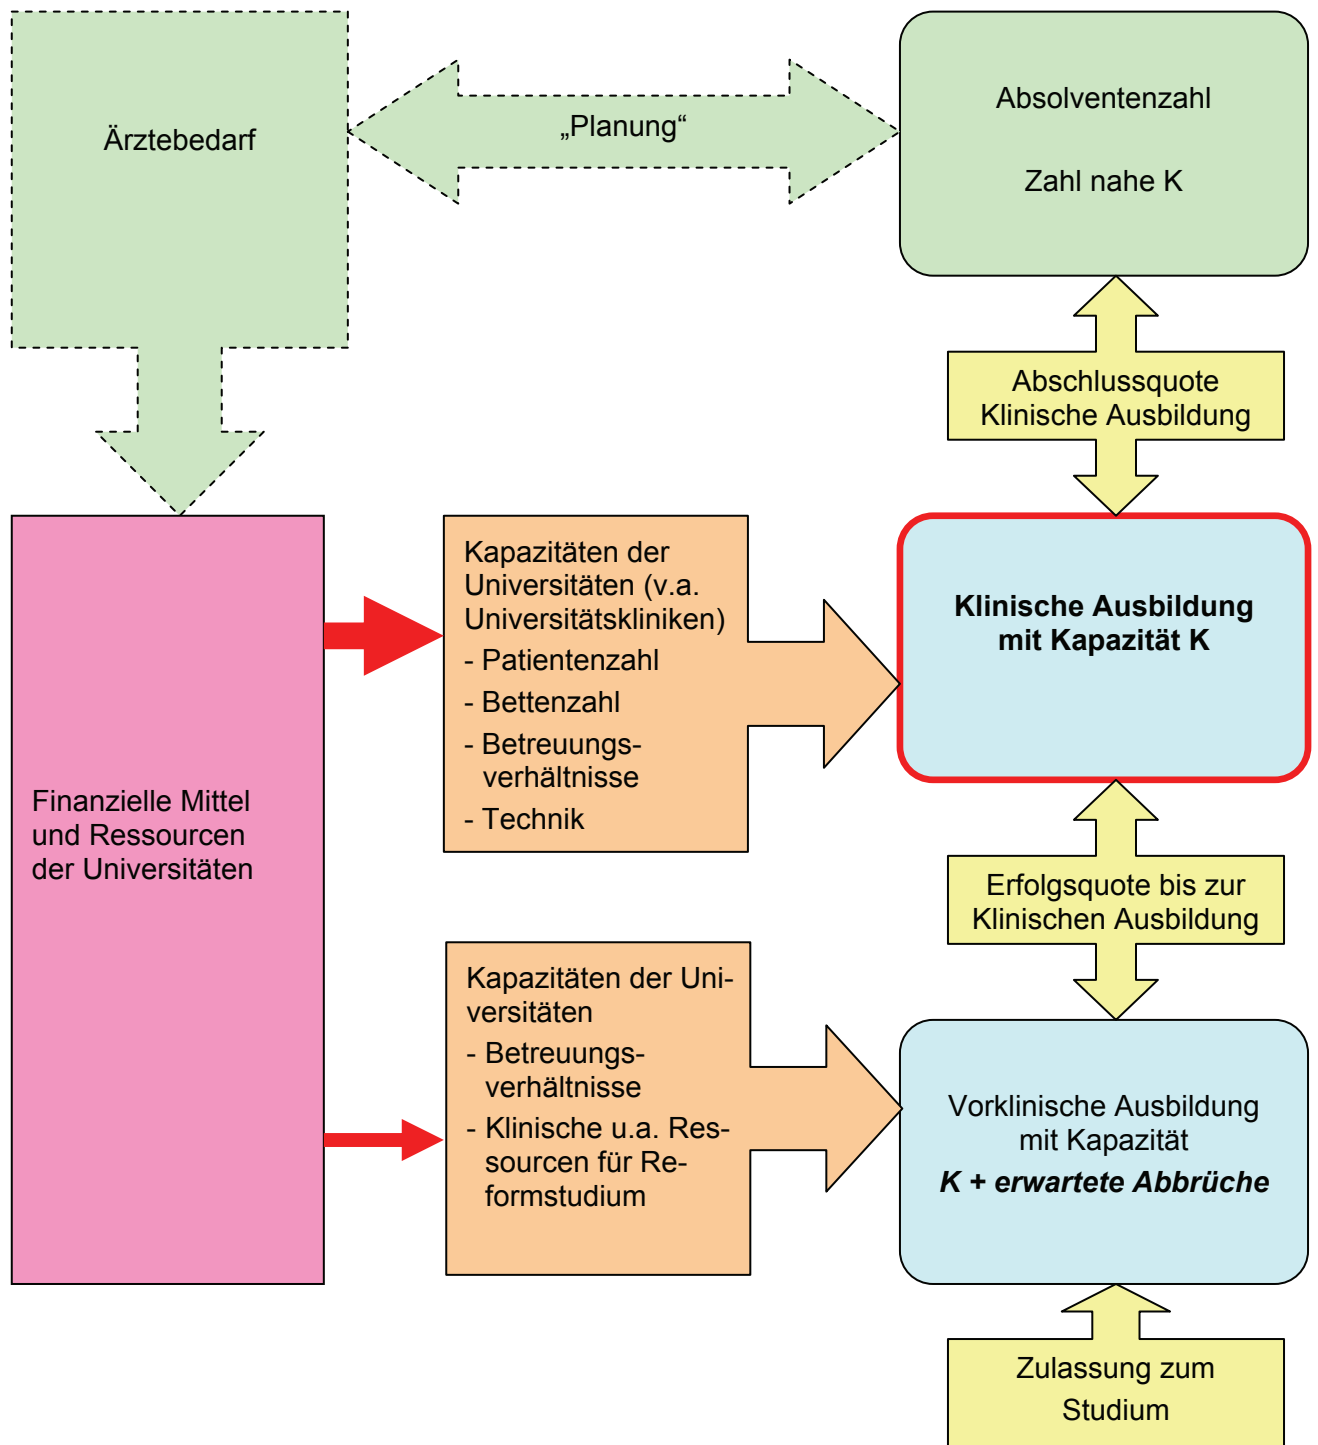 Ärztebedarf
„Planung“
Absolventenzahl
Zahl nahe K
Abschlussquote
Klinische Ausbildung
Finanzielle Mittel
und Ressourcen
der Universitäten
Kapazitäten der
Universitäten (v.a.
Universitätskliniken)
- Patientenzahl
- Bettenzahl
- Betreuungs-
verhältnisse
- Technik
Klinische Ausbildung
mit Kapazität K
Erfolgsquote bis zur
Klinischen Ausbildung
Kapazitäten der Uni-
versitäten
- Betreuungs-
verhältnisse
- Klinische u.a. Res-
sourcen für Re-
formstudium
Vorklinische Ausbildung
mit Kapazität
K + erwartete Abbrüche
Zulassung zum
Studium